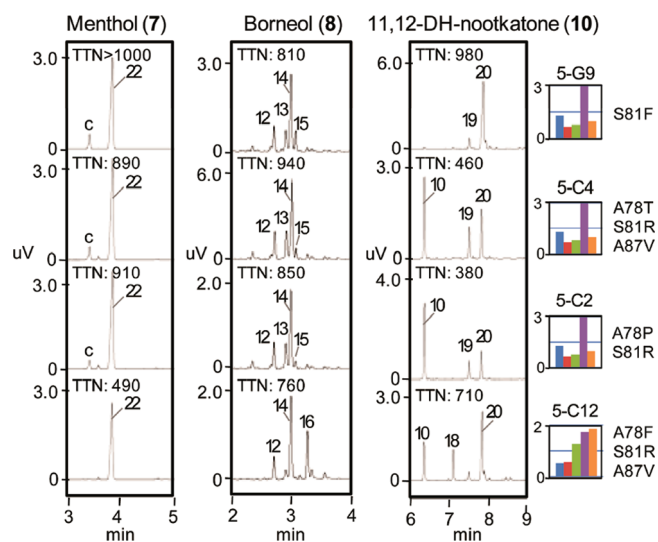 Menthol (7) Borneol (8) 11,12-DH-nootkatone (10)
3.0 TTN>1000 22 c 0
3.0 TTN: 810 14 12 13 15 0
6.0 TTN: 980 20 19 0
5-G9 3 0 S81F
3.0 TTN: 890 22 c 0
uV
6.0 TTN: 940 14 12 13 15 0
uV
3.0 TTN: 460 10 19 20 0
uV
5-C4 3 0 A78T
S81R
A87V
3.0 TTN: 910 22 c 0
2.0 TTN: 850 14 12 13 15 0
4.0 TTN: 380 10 19 20 0
5-C2 3 0 A78P
S81R
2.0 TTN: 490 22 0
2.0 TTN: 760 14 12 16 0
TTN: 710 10 18 20 0
5-C12 3 0 A78F
S81R
A87V
3 4 5 2 3 4 6 7 8 9
min min min